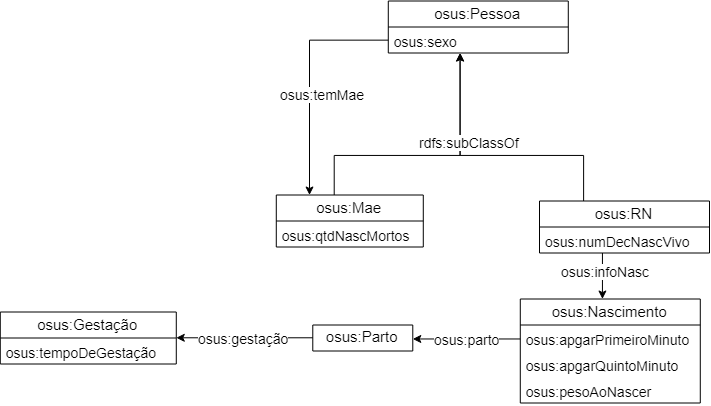 osus:Pessoa
osus:sexo
osus:temMae
rdfs:subClassOf
osus:Mae
osus:qtdNascMortos
osus:RN
osus:numDecNascVivo
osus:infoNasc
osus:Nascimento
osus:apgarPrimeiroMinuto
osus:apgarQuintoMinuto
osus:pesoAoNascer
osus:parto
osus:Parto
osus:gestação
osus:Gestação
osus:tempoDeGestação